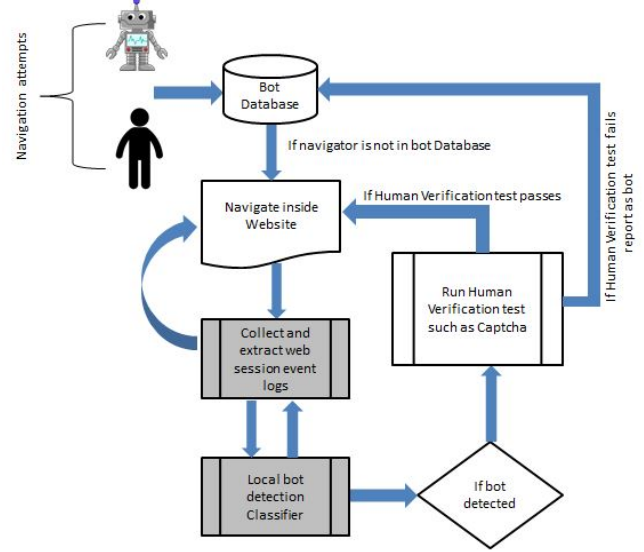 Navigation attempts
Bot
Database
If navigator is not in bot Database
Navigate inside
Website
If Human Verification test passes
If Human Verification test fails
report as bot
Run Human
Verification test
such as Captcha
Collect and
extract web
session event
logs
Local bot
detection
Classifier
If bot
detected